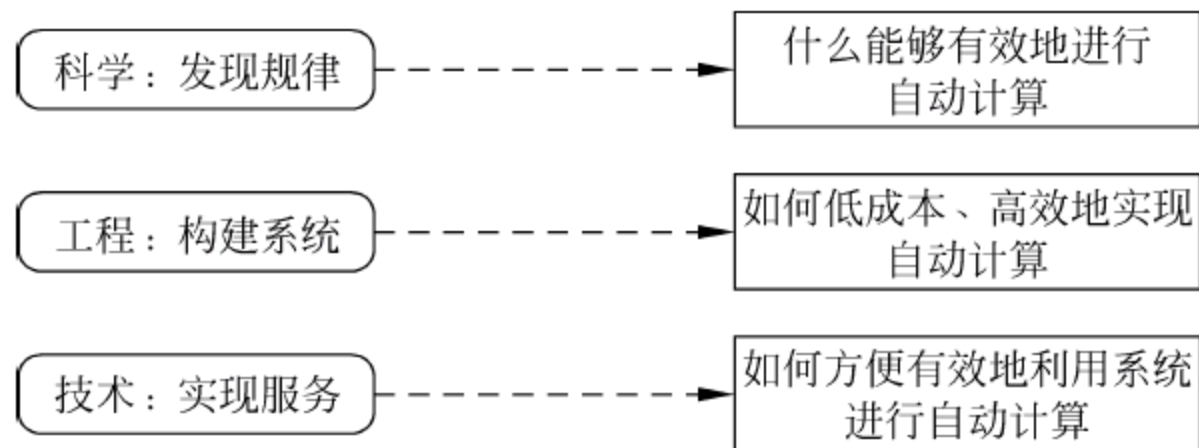 科学：发现规律
什么能够有效地进行
自动计算
工程：构建系统
如何低成本、高效地实现
自动计算
技术：实现服务
如何方便有效地利用系统
进行自动计算